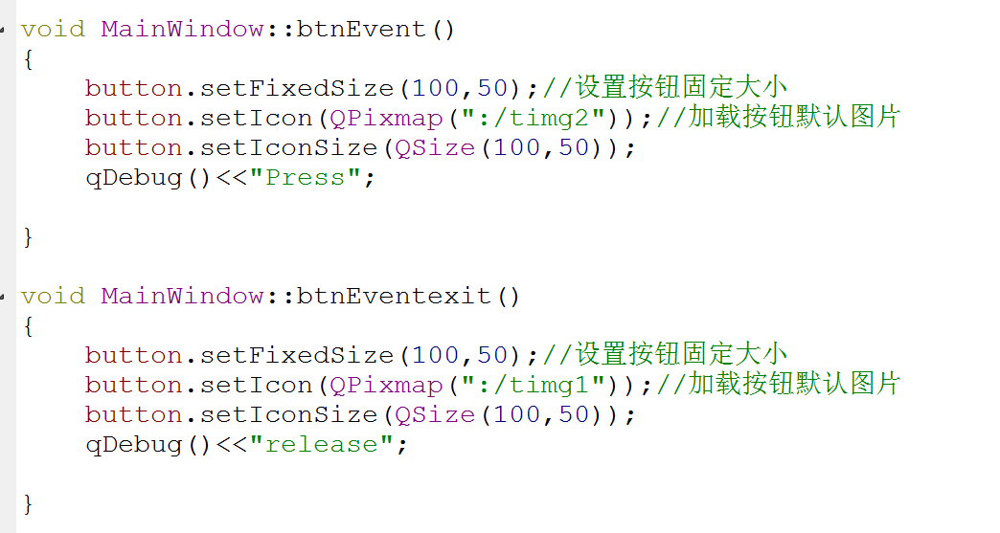 void MainWindow::btnEvent()
{
    button.setFixedSize(100,50);//设置按钮固定大小
    button.setIcon(QPixmap(":/timg2"));//加载按钮默认图片
    button.setIconSize(QSize(100,50));
    qDebug()<<"Press";
}
void MainWindow::btnEventexit()
{
    button.setFixedSize(100,50);//设置按钮固定大小
    button.setIcon(QPixmap(":/timg1"));//加载按钮默认图片
    button.setIconSize(QSize(100,50));
    qDebug()<<"release";
}